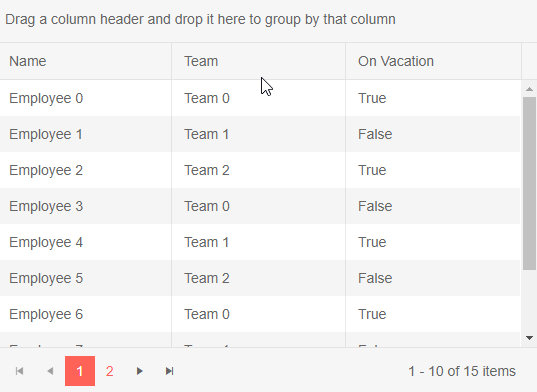 Drag a column header and drop it here to group by that column
Name Team On Vacation
Employee 0 Team 0 True
Employee 1 Team 1 False
Employee 2 Team 2 True
Employee 3 Team 0 False
Employee 4 Team 1 True
Employee 5 Team 2 False
Employee 6 Team 0 True
1 2 1 - 10 of 15 items